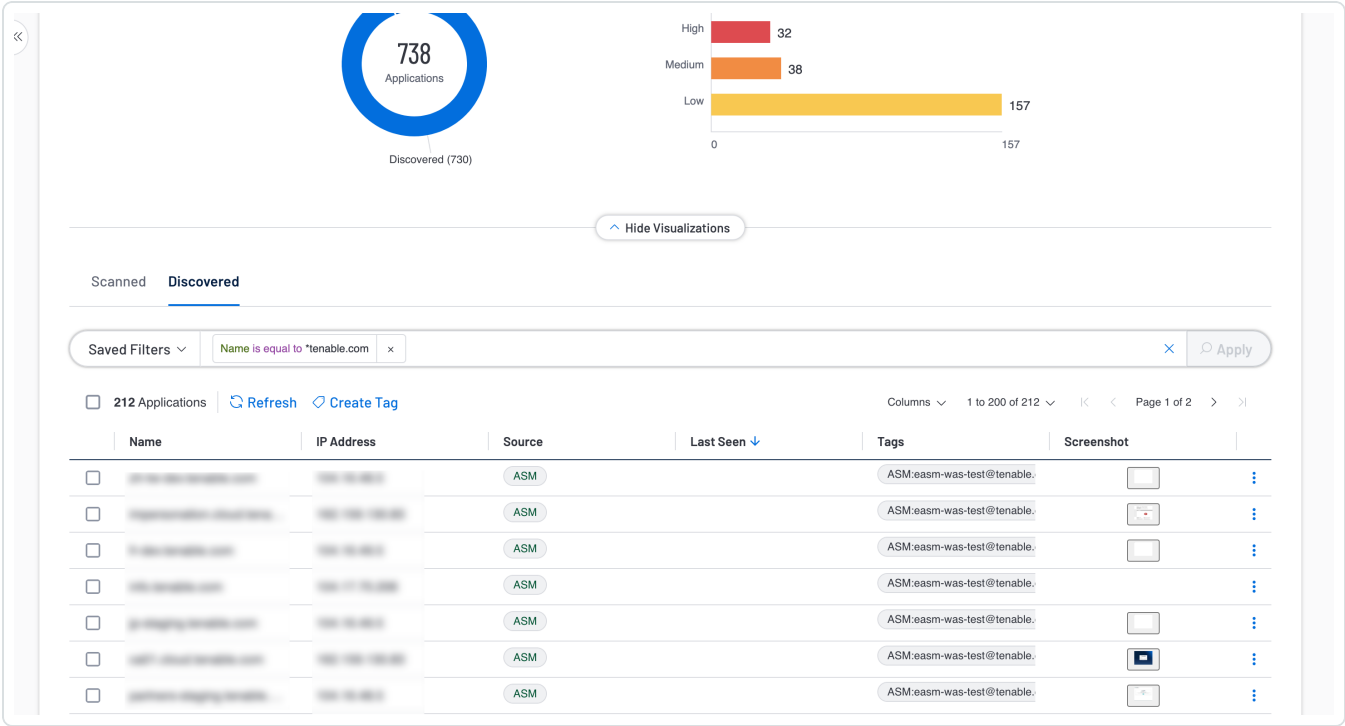 738
Applications
Discovered (730)
High 32
Medium 38
Low 157
0 157
Hide Visualizations
Scanned Discovered
Saved Filters Name is equal to *tenable.com × Apply
212 Applications Refresh Create Tag Columns 1 to 200 of 212 Page 1 of 2
Name IP Address Source Last Seen Tags Screenshot
ASM ASM:easm-was-test@tenable.
ASM ASM:easm-was-test@tenable.
ASM ASM:easm-was-test@tenable.
ASM ASM:easm-was-test@tenable.
ASM ASM:easm-was-test@tenable.
ASM ASM:easm-was-test@tenable.
ASM ASM:easm-was-test@tenable.